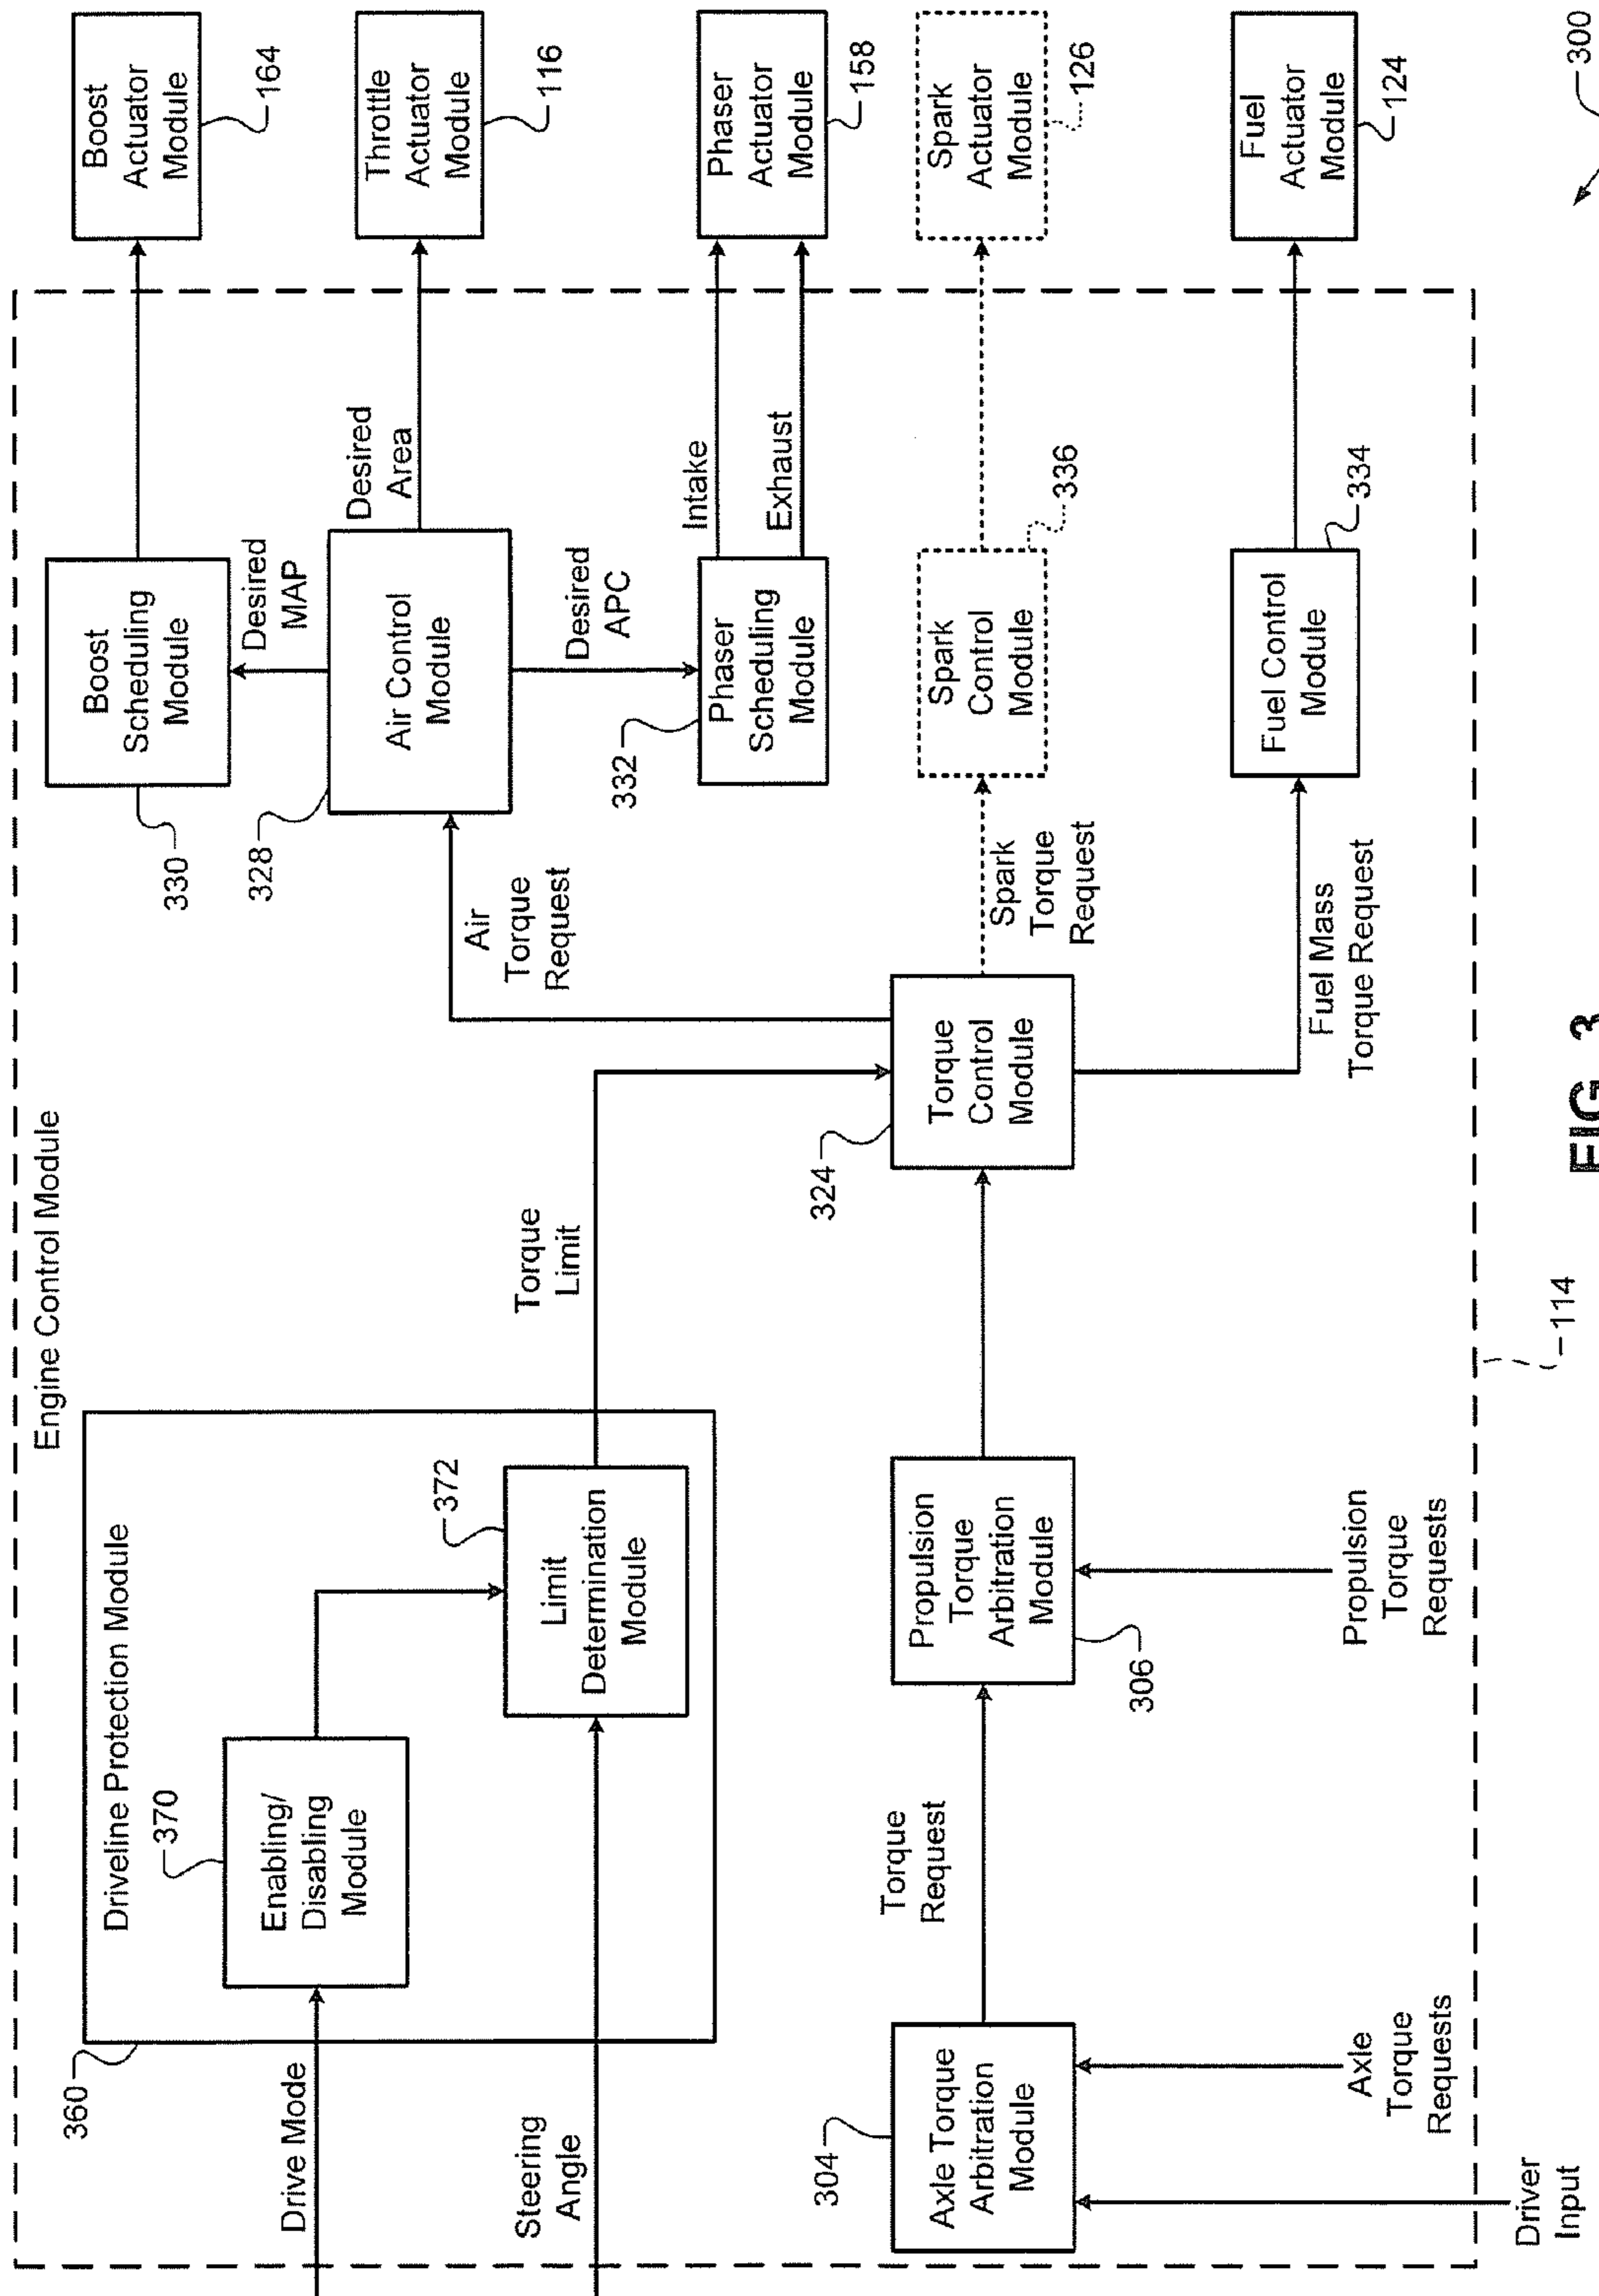 Engine Control Module
Drive Mode
360
Driveline Protection Module
370
Enabling/
Disabling
Module
372
Limit
Determination
Module
Steering
Angle
Torque
Limit
304
Axle Torque
Arbitration
Module
Driver
Input
Axle
Torque
Requests
Torque
Request
Propulsion
Torque
Arbitration
Module
306
Propulsion
Torque
Requests
324
Torque
Control
Module
Air
Torque
Request
Spark
Torque
Request
Fuel Mass
Torque Request
330
Boost
Scheduling
Module
Desired
MAP
328
Air Control
Module
Desired
Area
Desired
APC
332
Phaser
Scheduling
Module
Intake
Exhaust
Spark
Control
Module
336
Fuel Control
Module
334
Boost
Actuator
Module
164
Throttle
Actuator
Module
116
Phaser
Actuator
Module
158
Spark
Actuator
Module
126
Fuel
Actuator
Module
124
114
300
FIG. 3